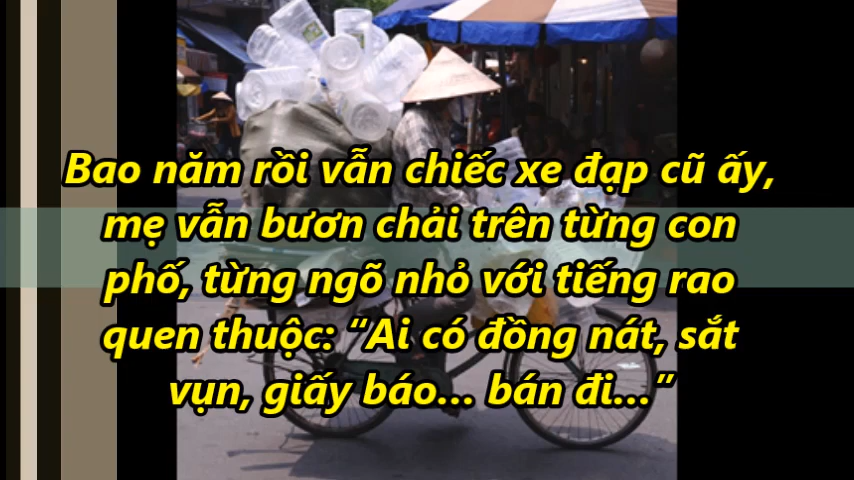 Bao năm rồi vẫn chiếc xe đạp cũ ấy,
mẹ vẫn bươn chải trên từng con
phố, từng ngõ nhỏ với tiếng rao
quen thuộc: “Ai có đồng nát, sắt
vụn, giấy báo... bán đi...”